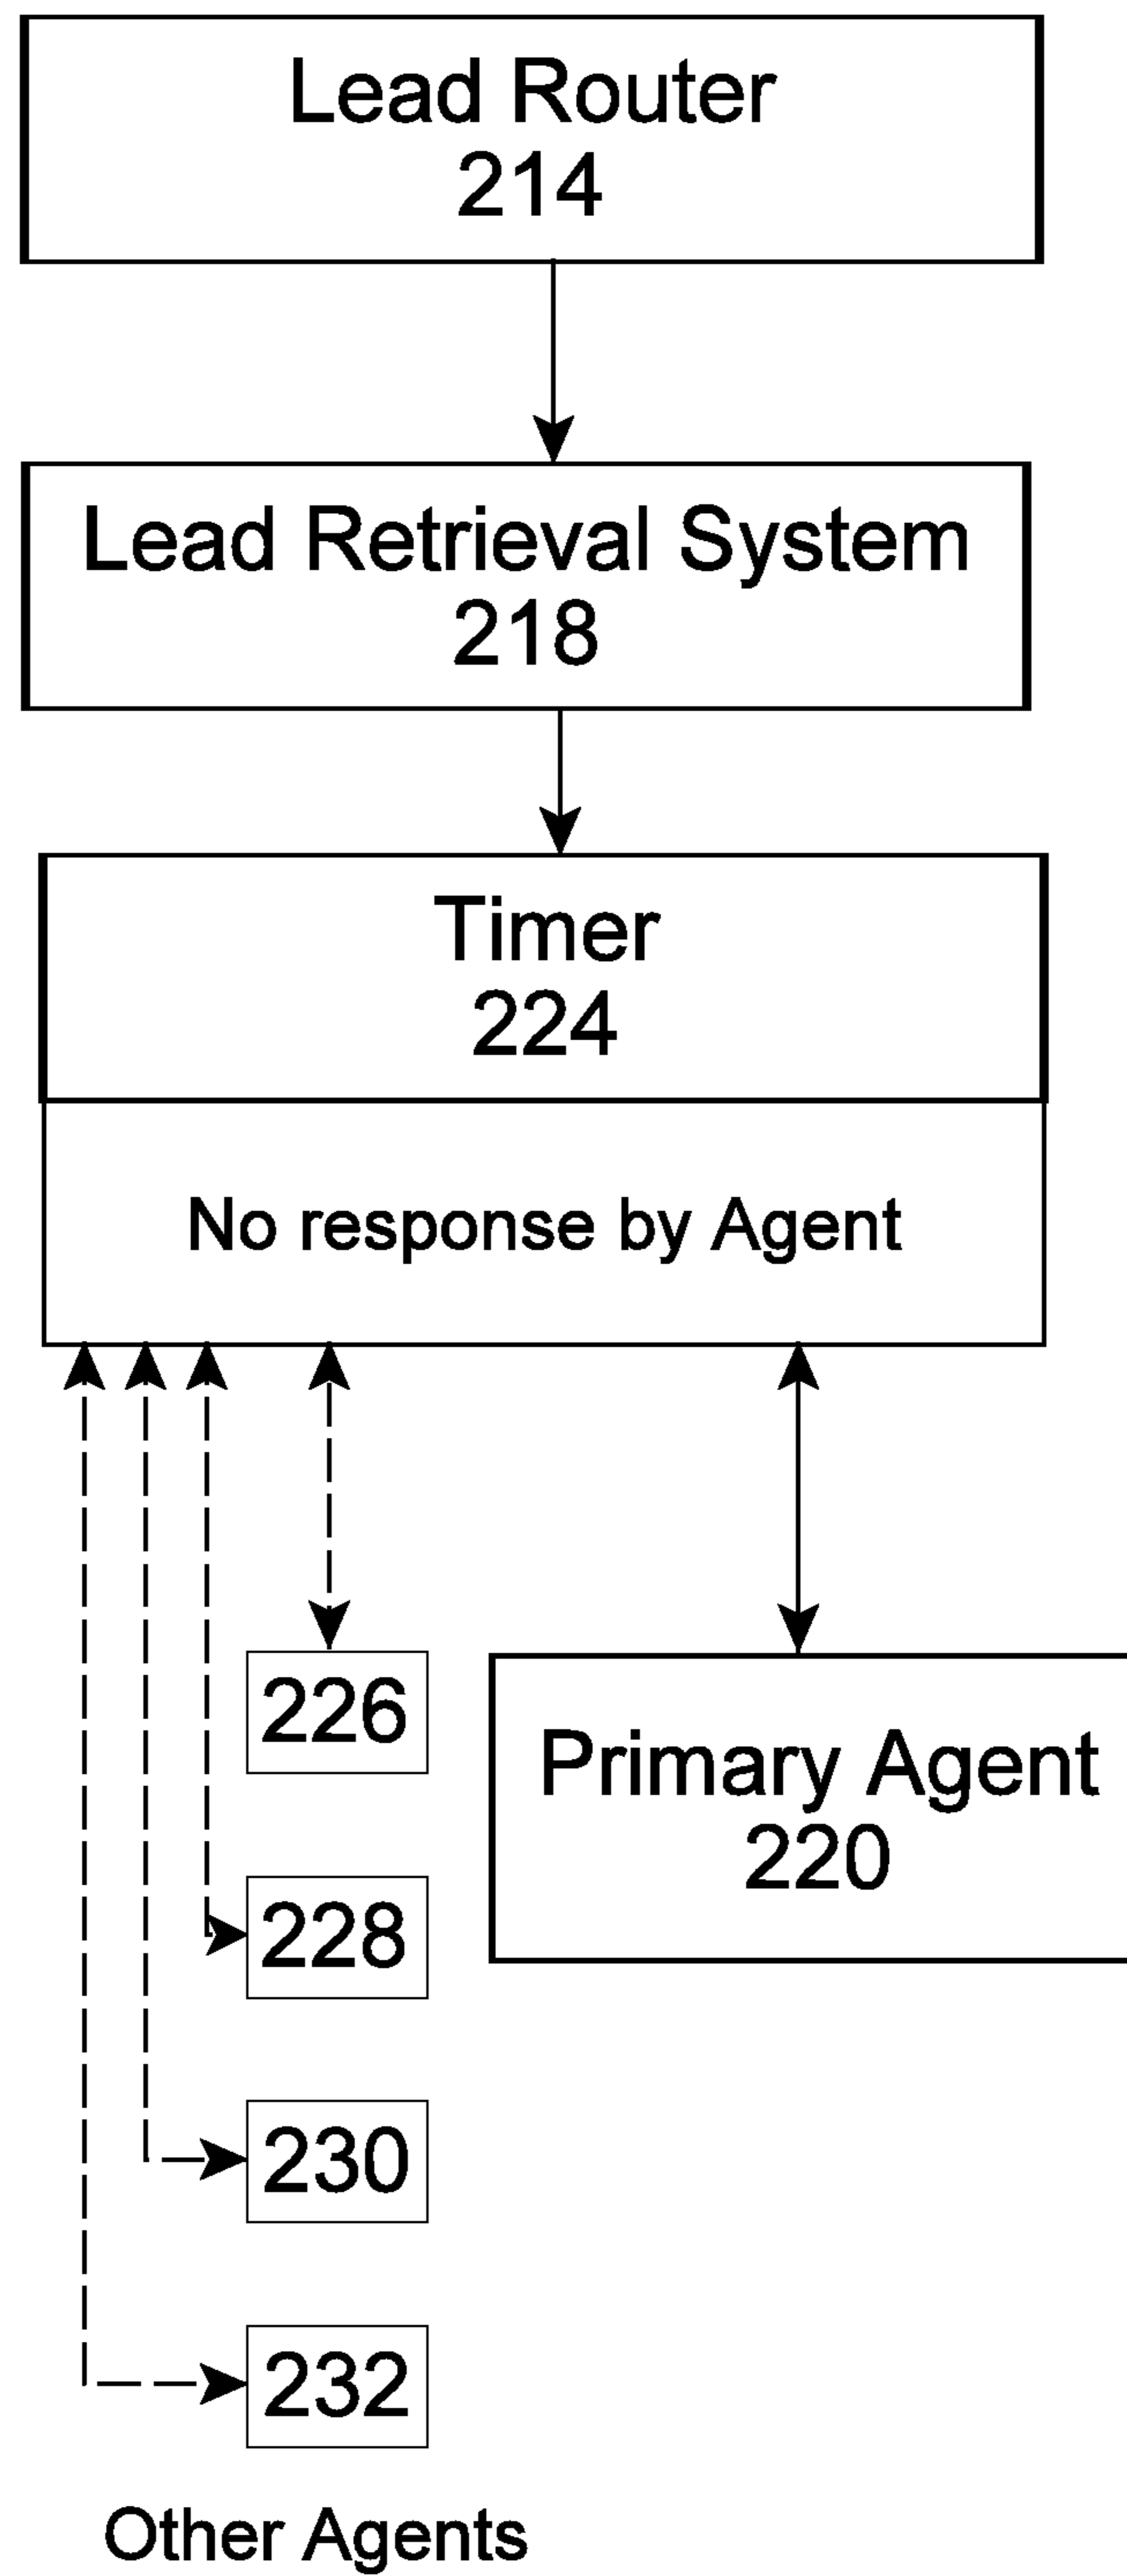 Lead Router
214
Lead Retrieval System
218
Timer
224
No response by Agent
226
Primary Agent
220
228
230
232
Other Agents